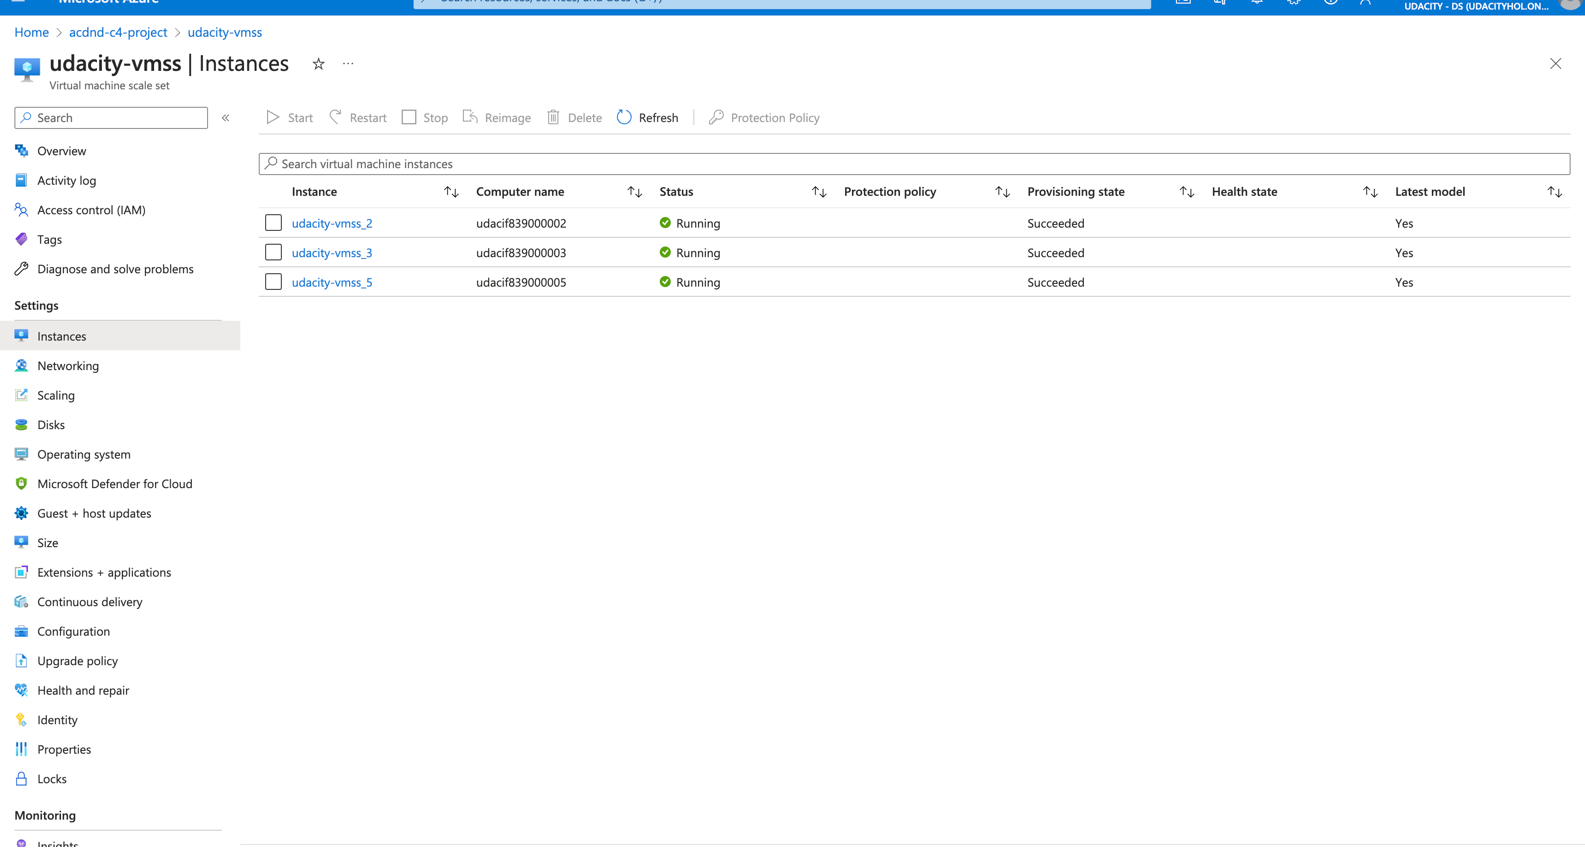 Microsoft Azure
UDACITY - DS (UDACITYHOL.ON...
Home > acdnd-c4-project > udacity-vmss
udacity-vmss | Instances
Virtual machine scale set
Search
Start Restart Stop Reimage Delete Refresh Protection Policy
Overview
Activity log
Access control (IAM)
Tags
Diagnose and solve problems
Settings
Instances
Networking
Scaling
Disks
Operating system
Microsoft Defender for Cloud
Guest + host updates
Size
Extensions + applications
Continuous delivery
Configuration
Upgrade policy
Health and repair
Identity
Properties
Locks
Monitoring
Insights
Search virtual machine instances
Instance Computer name Status Protection policy Provisioning state Health state Latest model
udacity-vmss_2 udacif839000002 Running Succeeded Yes
udacity-vmss_3 udacif839000003 Running Succeeded Yes
udacity-vmss_5 udacif839000005 Running Succeeded Yes